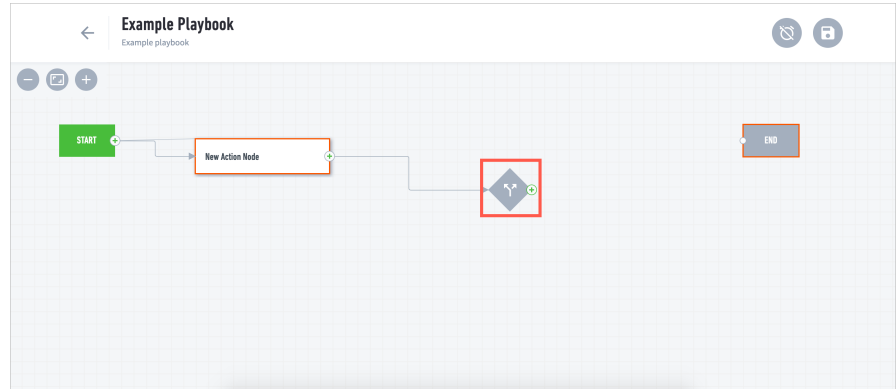 Example Playbook
Example playbook
START
New Action Node
END